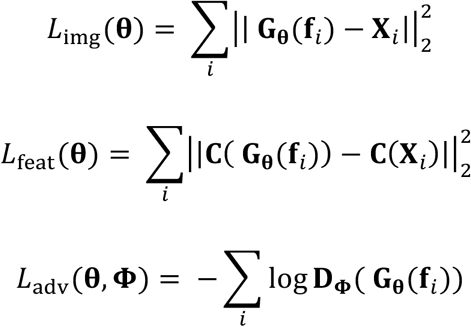 L_img(θ) = ∑_i || G_θ(f_i) − X_i||_2^2
L_feat(θ) = ∑_i ||C( G_θ(f_i)) − C(X_i)||_2^2
L_adv(θ, Φ) = − ∑_i log D_Φ( G_θ(f_i))